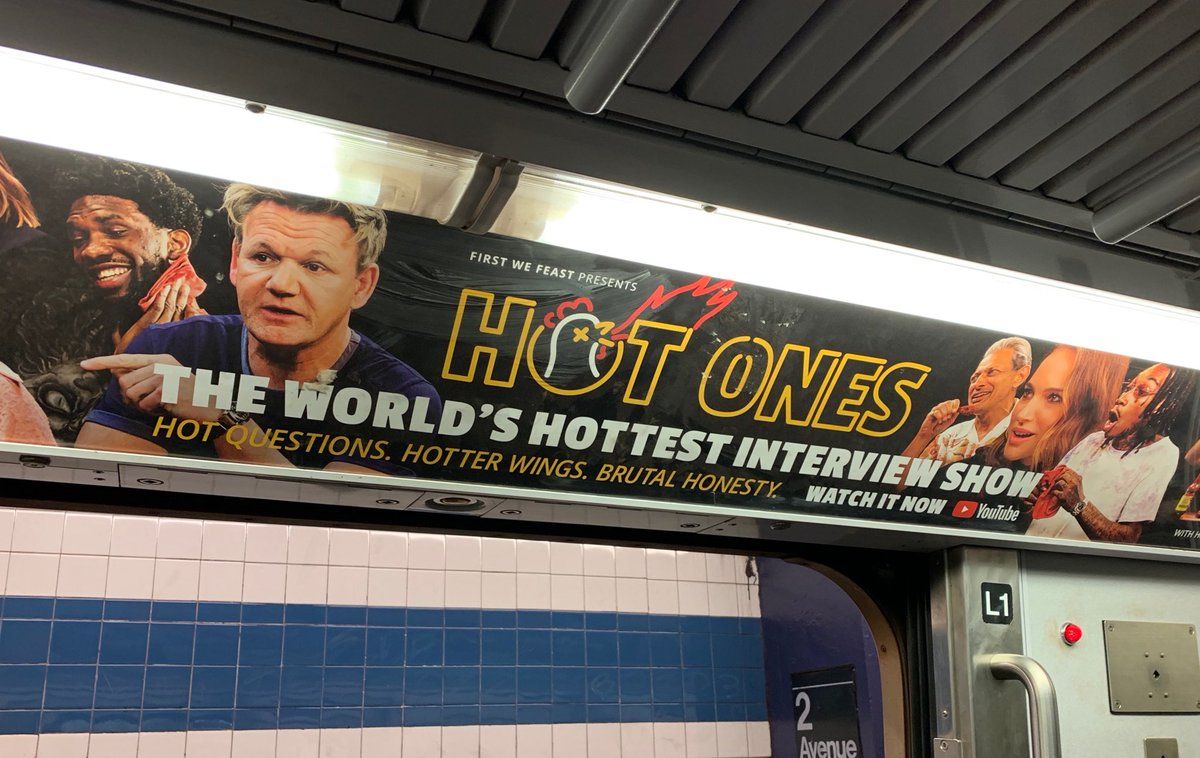 FIRST WE FEAST PRESENTS
HOT ONES
THE WORLD'S HOTTEST INTERVIEW SHOW
HOT QUESTIONS. HOTTER WINGS. BRUTAL HONESTY.
WATCH IT NOW YouTube
WITH
L1
2
Avenue